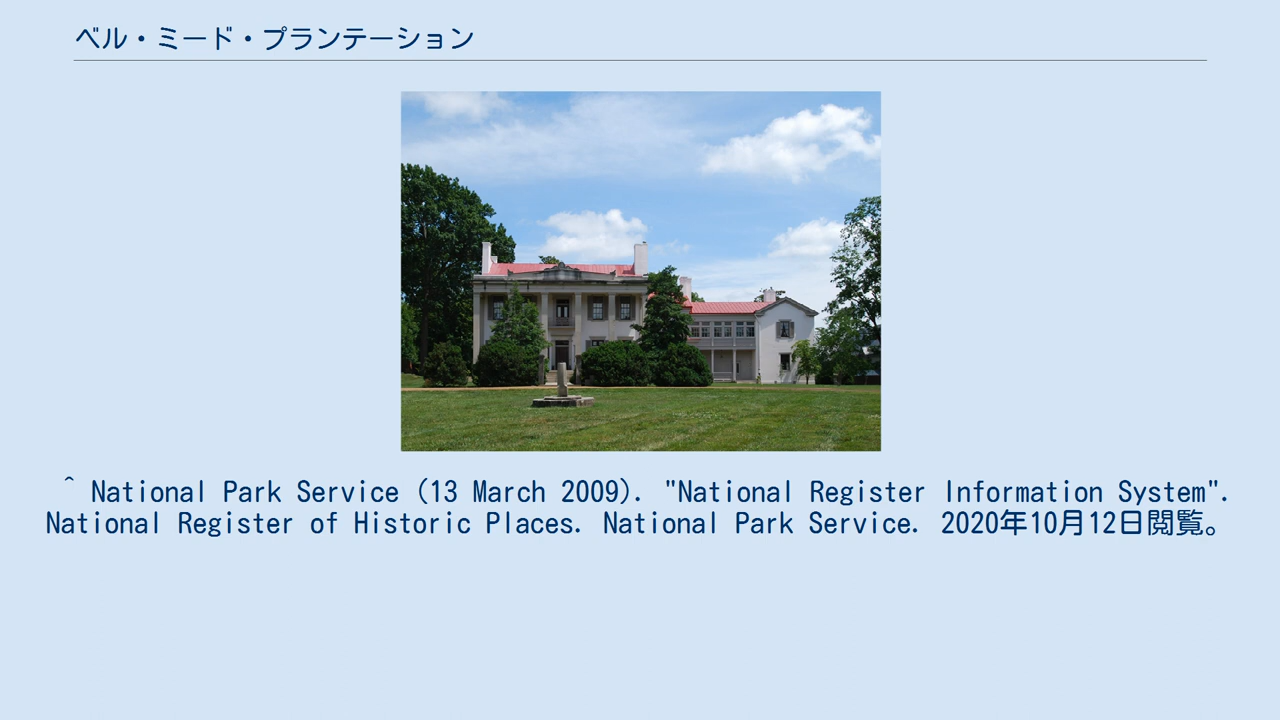 ベル・ミード・プランテーション
^ National Park Service (13 March 2009). "National Register Information System".
National Register of Historic Places. National Park Service. 2020年10月12日閲覧。